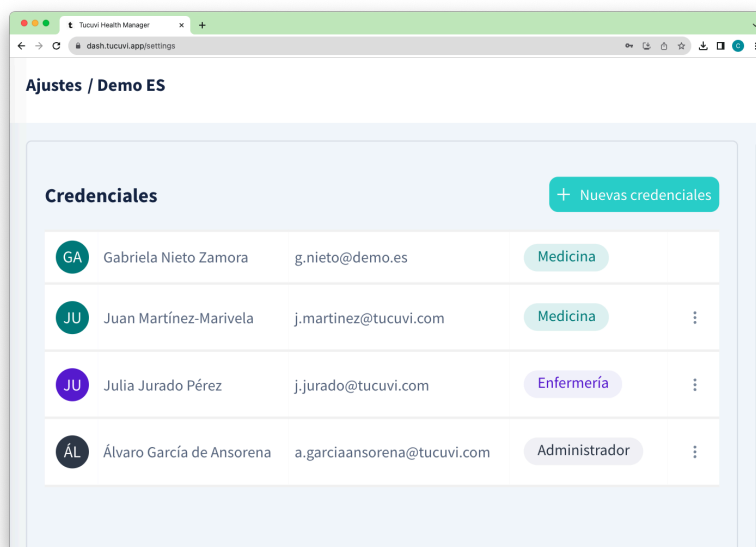 t Tucuvi Health Manager
dash.tucuvi.app/settings
C
Ajustes / Demo ES
Credenciales
+ Nuevas credenciales
GA Gabriela Nieto Zamora g.nieto@demo.es Medicina
JU Juan Martínez-Marivela j.martinez@tucuvi.com Medicina
JU Julia Jurado Pérez j.jurado@tucuvi.com Enfermería
ÁL Álvaro García de Ansorena a.garciaansorena@tucuvi.com Administrador